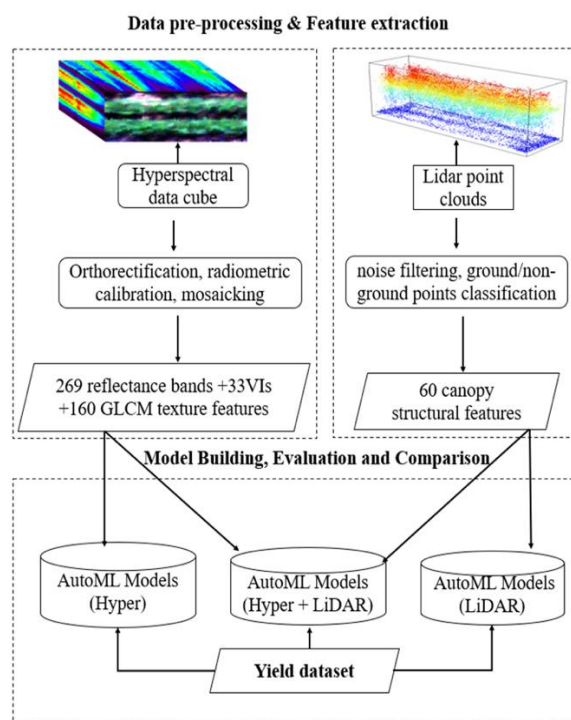 Data pre-processing & Feature extraction
Hyperspectral
data cube
Orthorectification, radiometric
calibration, mosaicking
269 reflectance bands +33VIs
+160 GLCM texture features
Lidar point
clouds
noise filtering, ground/non-
ground points classification
60 canopy
structural features
Model Building, Evaluation and Comparison
AutoML Models
(Hyper)
AutoML Models
(Hyper + LiDAR)
AutoML Models
(LiDAR)
Yield dataset